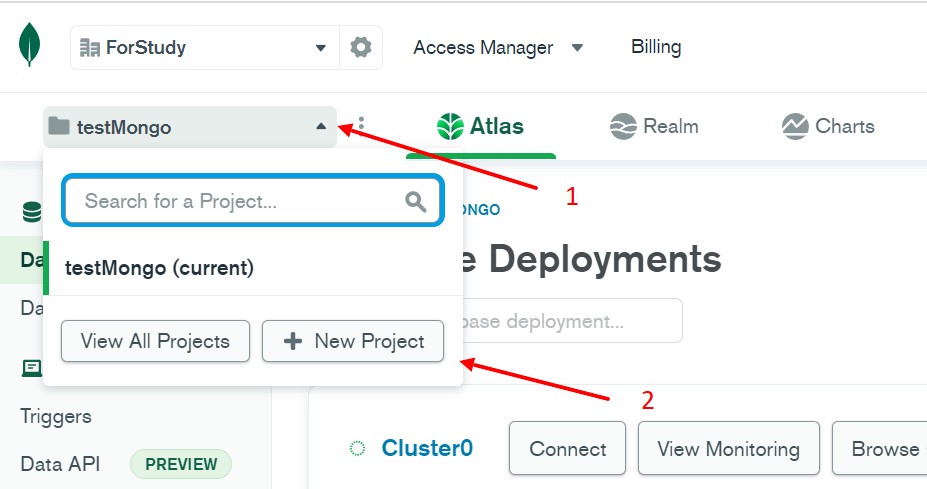 ForStudy
Access Manager
Billing
testMongo
Atlas
Realm
Charts
1
Search for a Project...
ONGO
Da
testMongo (current)
e Deployments
Da
base deployment...
View All Projects
+ New Project
2
Triggers
Cluster0
Connect
View Monitoring
Browse
Data API
PREVIEW